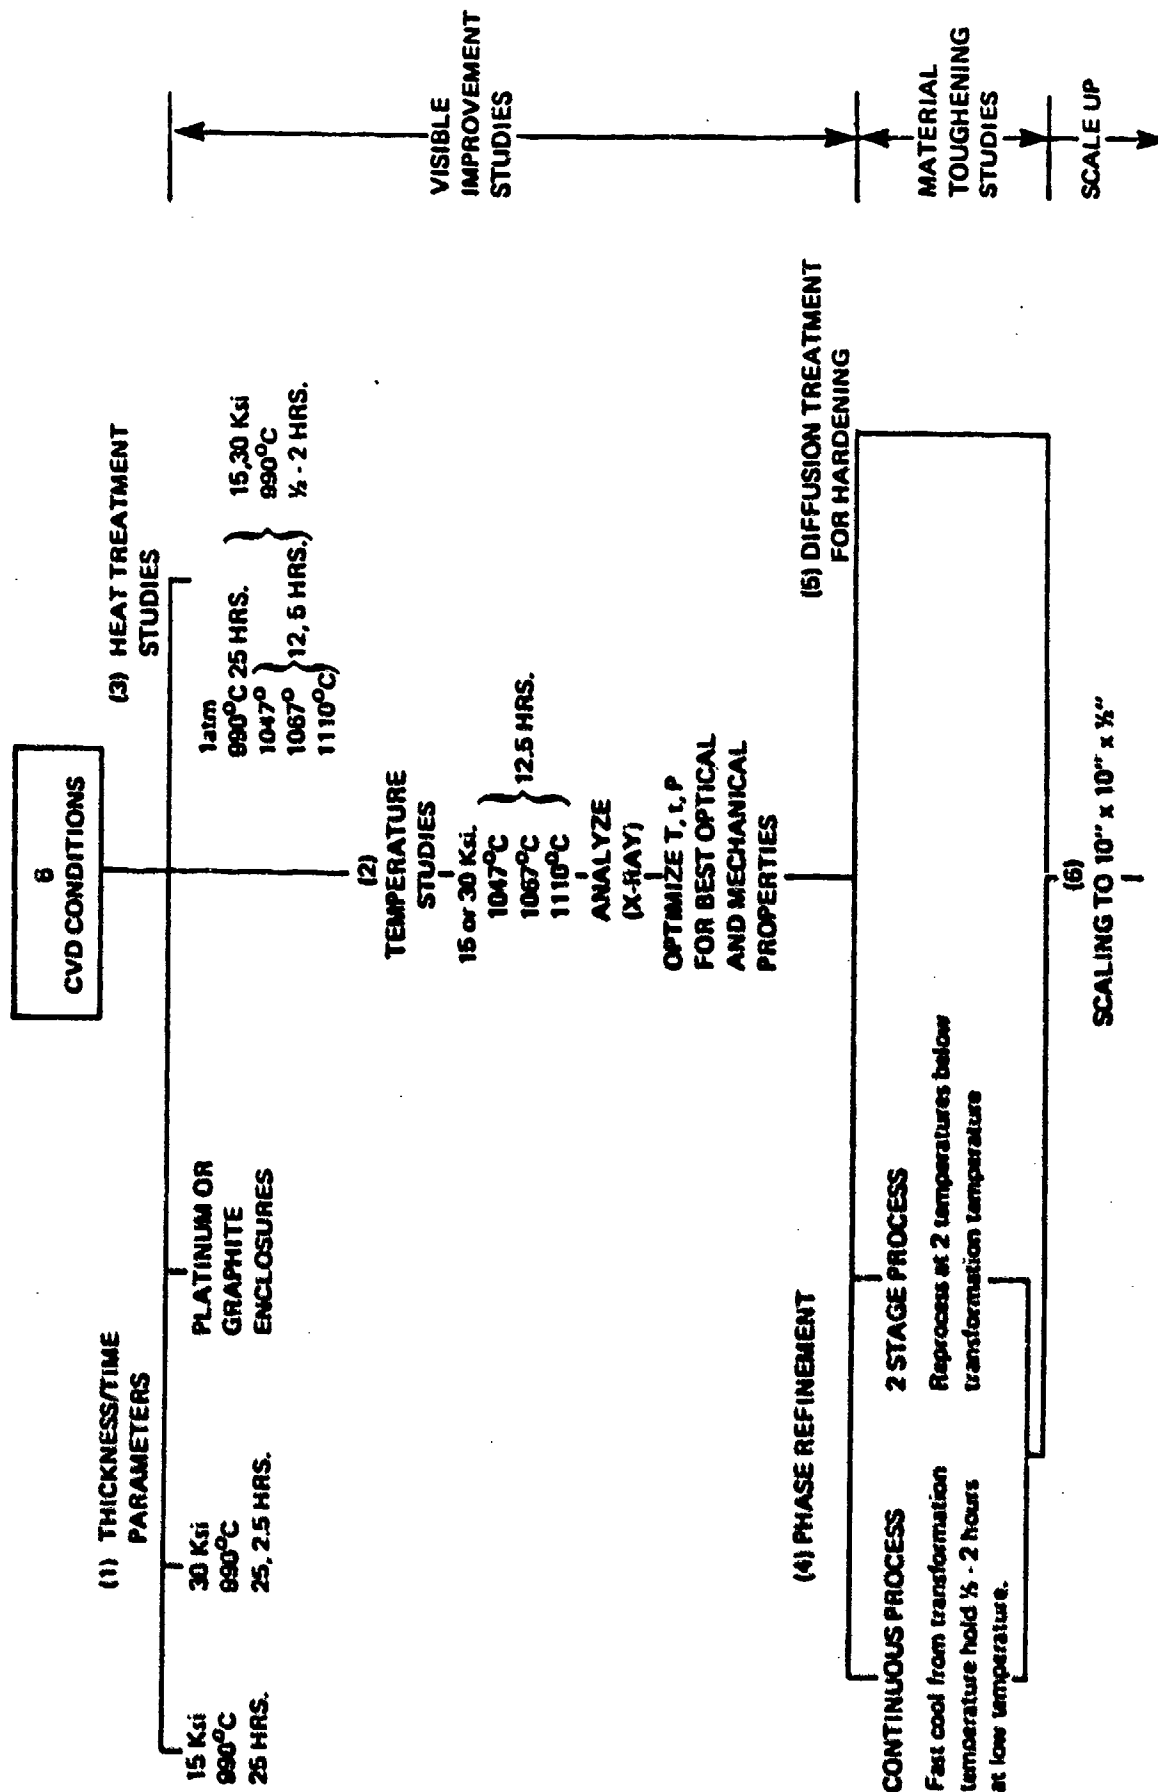 6
CVD CONDITIONS
(1) THICKNESS/TIME
PARAMETERS
15 Ksi
990°C
25 HRS.
30 Ksi
990°C
25, 2.5 HRS.
PLATINUM OR
GRAPHITE
ENCLOSURES
(3) HEAT TREATMENT
STUDIES
1atm
990°C 25 HRS.
1047°
1067°
1110°C
12, 5 HRS.
15,30 Ksi
990°C
½ - 2 HRS.
(2)
TEMPERATURE
STUDIES
15 or 30 Ksi.
1047°C
1067°C
1110°C
12.5 HRS.
ANALYZE
(X-RAY)
OPTIMIZE T, t, P
FOR BEST OPTICAL
AND MECHANICAL
PROPERTIES
(4) PHASE REFINEMENT
CONTINUOUS PROCESS
Fast cool from transformation
temperature hold ½ - 2 hours
at low temperature.
2 STAGE PROCESS
Reprocess at 2 temperatures below
transformation temperature
(5) DIFFUSION TREATMENT
FOR HARDENING
(6)
SCALING TO 10" x 10" x ½"
VISIBLE
IMPROVEMENT
STUDIES
MATERIAL
TOUGHENING
STUDIES
SCALE UP